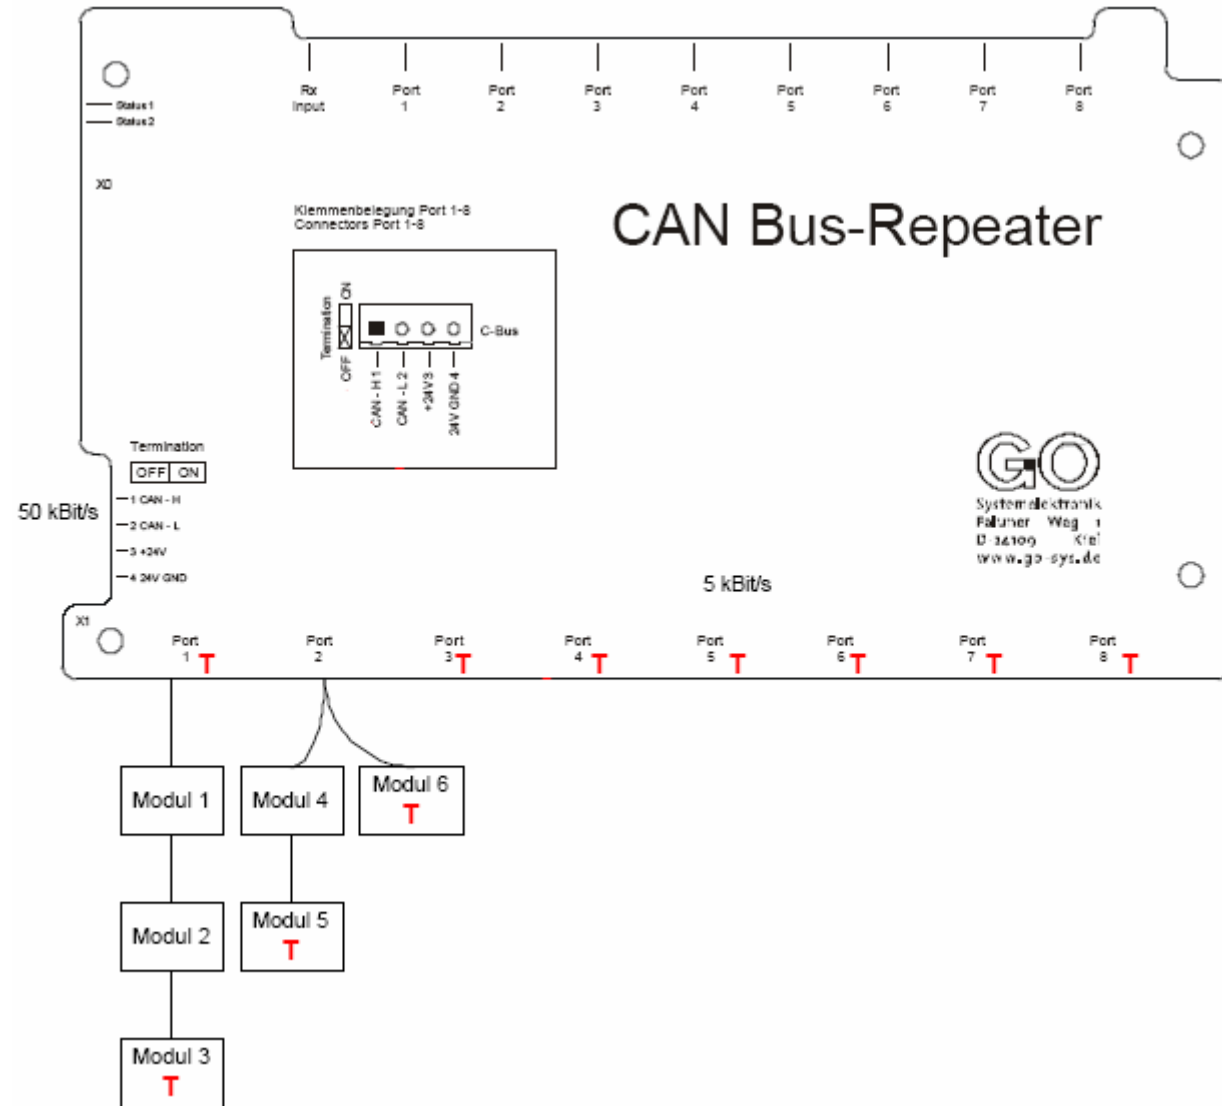 Rx
Input
Port
1
Port
2
Port
3
Port
4
Port
5
Port
6
Port
7
Port
8
Status 1
Status 2
X0
Klemmenbelegung Port 1-8
Connectors Port 1-8
CAN Bus-Repeater
Termination
OFF ON
C-Bus
CAN - H 1
CAN - L 2
+24V 3
24V GND 4
Termination
OFF ON
50 kBit/s
1 CAN - H
2 CAN - L
3 +24V
4 24V GND
GO
Systemelektronik
Faluner Weg 1
D-24109 Kiel
www.go-sys.de
5 kBit/s
X1
Port
1 T
Port
2
Port
3 T
Port
4 T
Port
5 T
Port
6 T
Port
7 T
Port
8 T
Modul 1
Modul 4
Modul 6
T
Modul 2
Modul 5
T
Modul 3
T